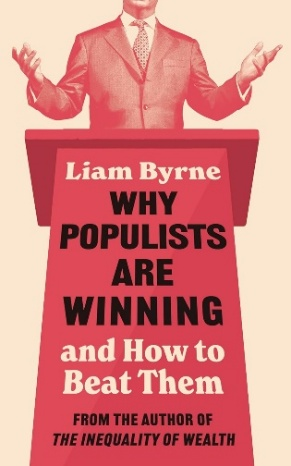 Liam Byrne
WHY
POPULISTS
ARE
WINNING
and How to
Beat Them
FROM THE AUTHOR OF
THE INEQUALITY OF WEALTH